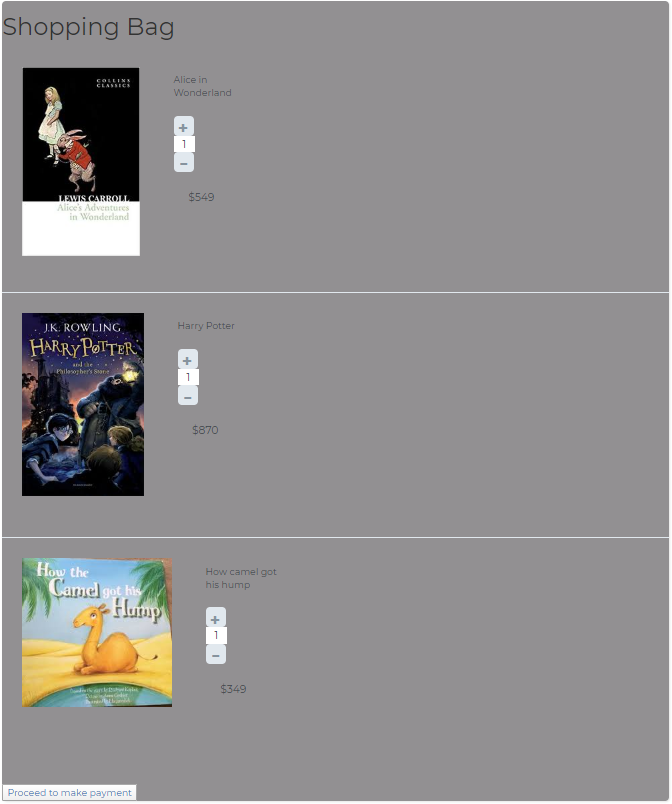 Shopping Bag
COLLINS
CLASSICS
LEWIS CARROLL
Alice's Adventures
in Wonderland
Alice in
Wonderland
+
1
-
$549
J.K. ROWLING
HARRY POTTER
and the
Philosopher's Stone
Harry Potter
+
1
-
$870
How the
Camel got his
Hump
How camel got
his hump
+
1
-
$349
Proceed to make payment